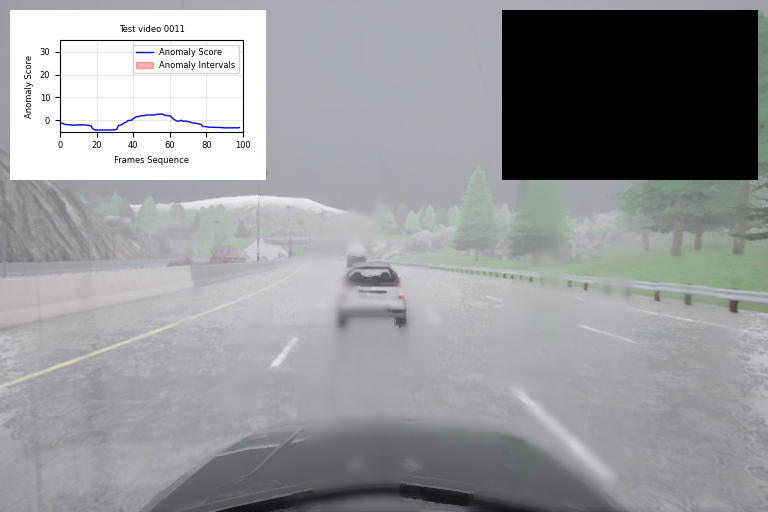 Test video 0011
Anomaly Score
Anomaly Intervals
Anomaly Score
30
20
10
0
0 20 40 60 80 100
Frames Sequence